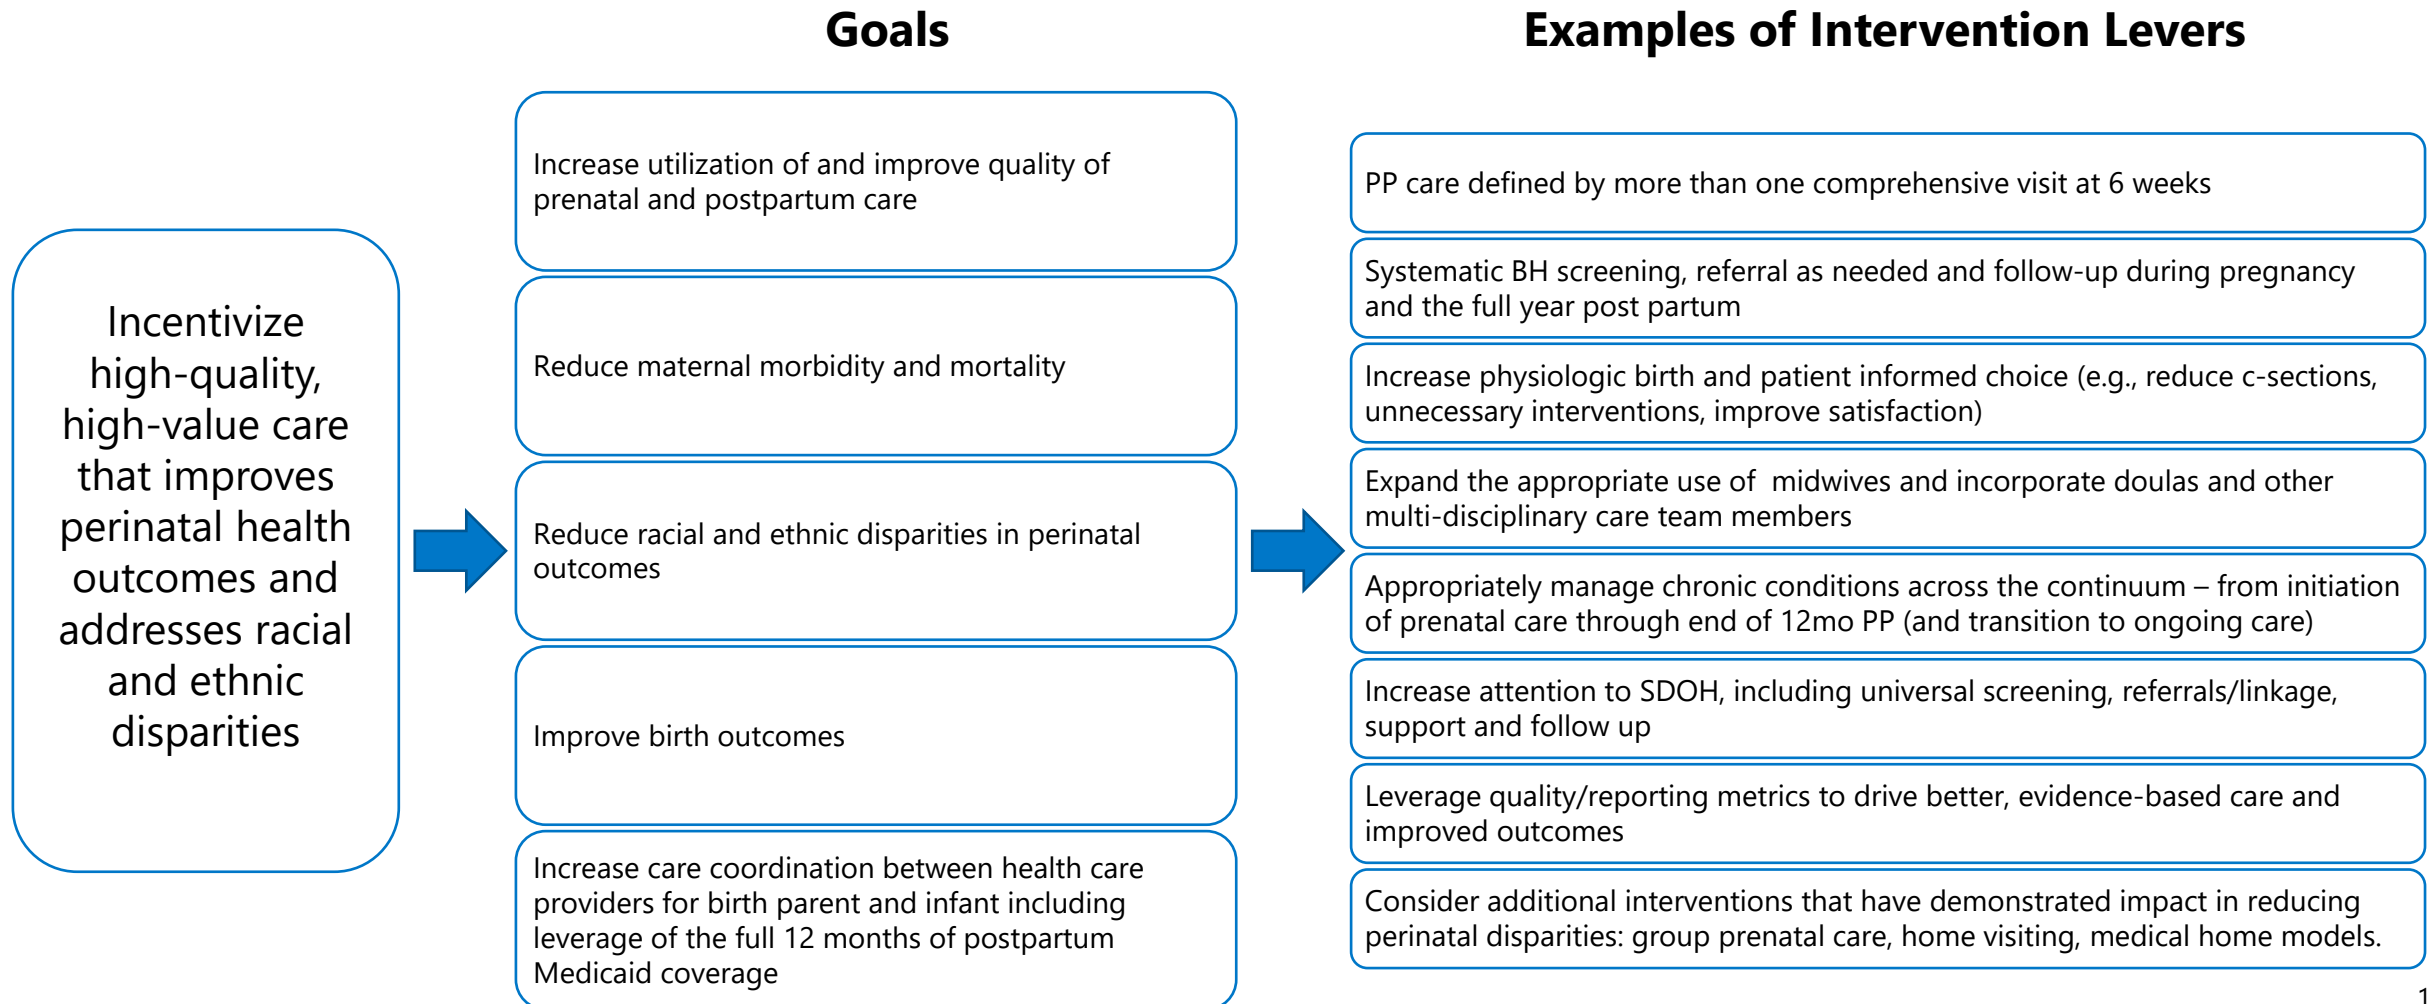 Goals
Examples of Intervention Levers
Incentivize
high-quality,
high-value care
that improves
perinatal health
outcomes and
addresses racial
and ethnic
disparities
Increase utilization of and improve quality of
prenatal and postpartum care
Reduce maternal morbidity and mortality
Reduce racial and ethnic disparities in perinatal
outcomes
Improve birth outcomes
Increase care coordination between health care
providers for birth parent and infant including
leverage of the full 12 months of postpartum
Medicaid coverage
PP care defined by more than one comprehensive visit at 6 weeks
Systematic BH screening, referral as needed and follow-up during pregnancy
and the full year post partum
Increase physiologic birth and patient informed choice (e.g., reduce c-sections,
unnecessary interventions, improve satisfaction)
Expand the appropriate use of  midwives and incorporate doulas and other
multi-disciplinary care team members
Appropriately manage chronic conditions across the continuum – from initiation
of prenatal care through end of 12mo PP (and transition to ongoing care)
Increase attention to SDOH, including universal screening, referrals/linkage,
support and follow up
Leverage quality/reporting metrics to drive better, evidence-based care and
improved outcomes
Consider additional interventions that have demonstrated impact in reducing
perinatal disparities: group prenatal care, home visiting, medical home models.